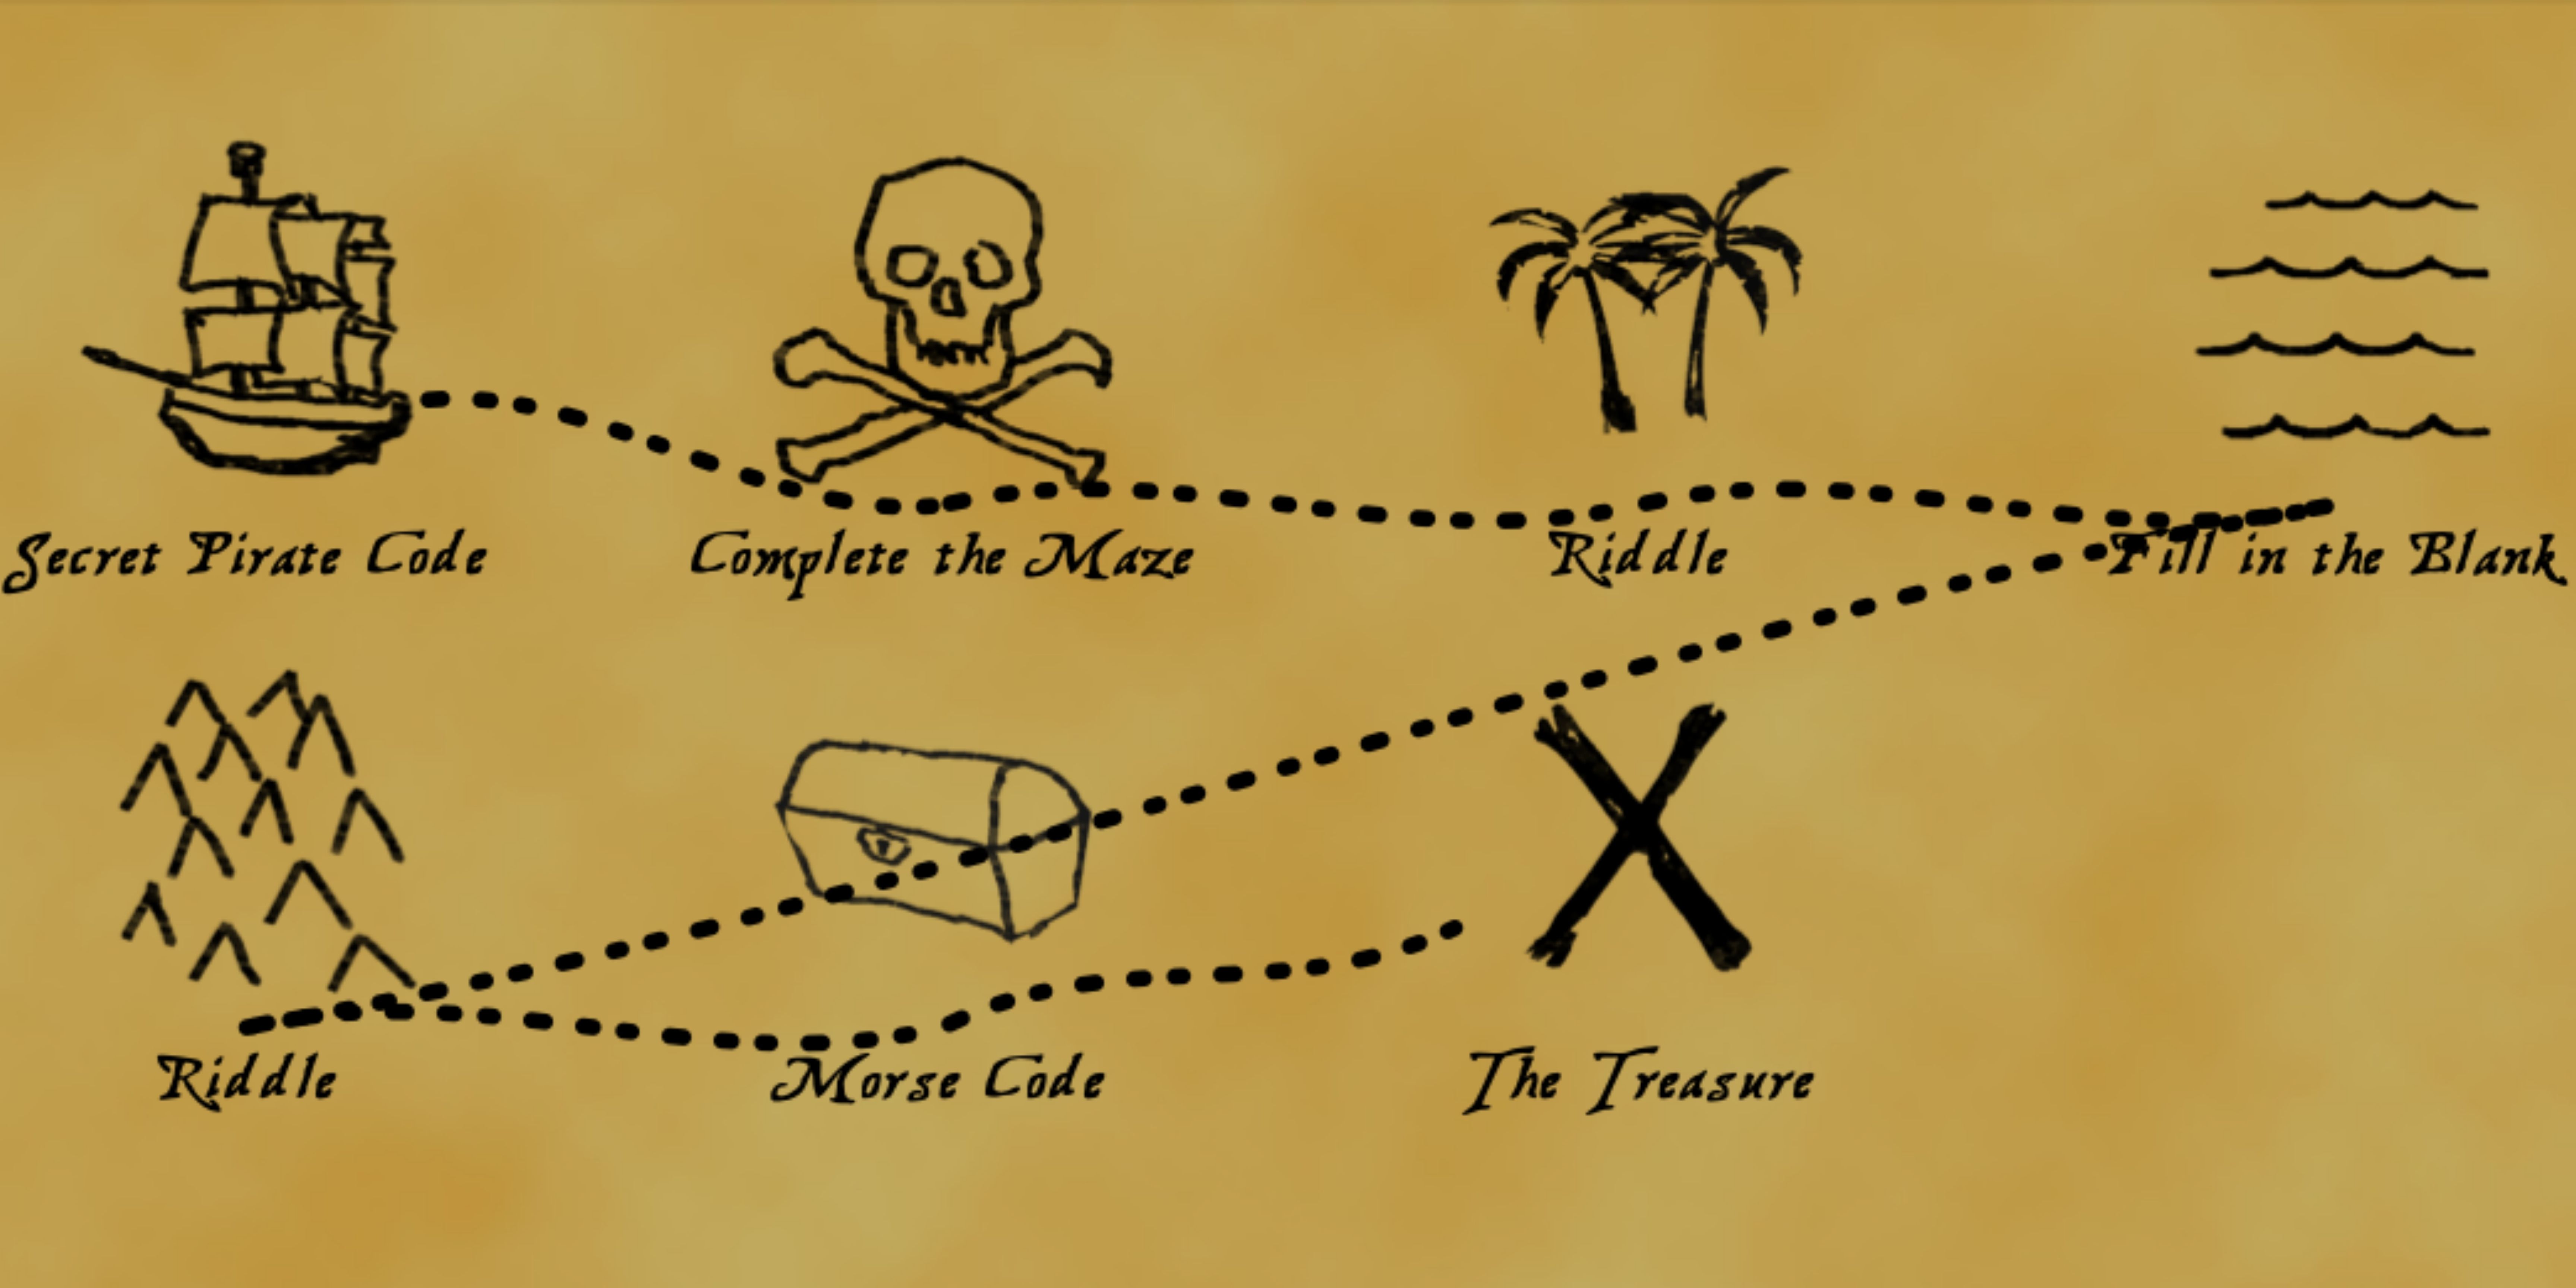 Secret Pirate Code
Complete the Maze
Riddle
Fill in the Blank
Riddle
Morse Code
The Treasure